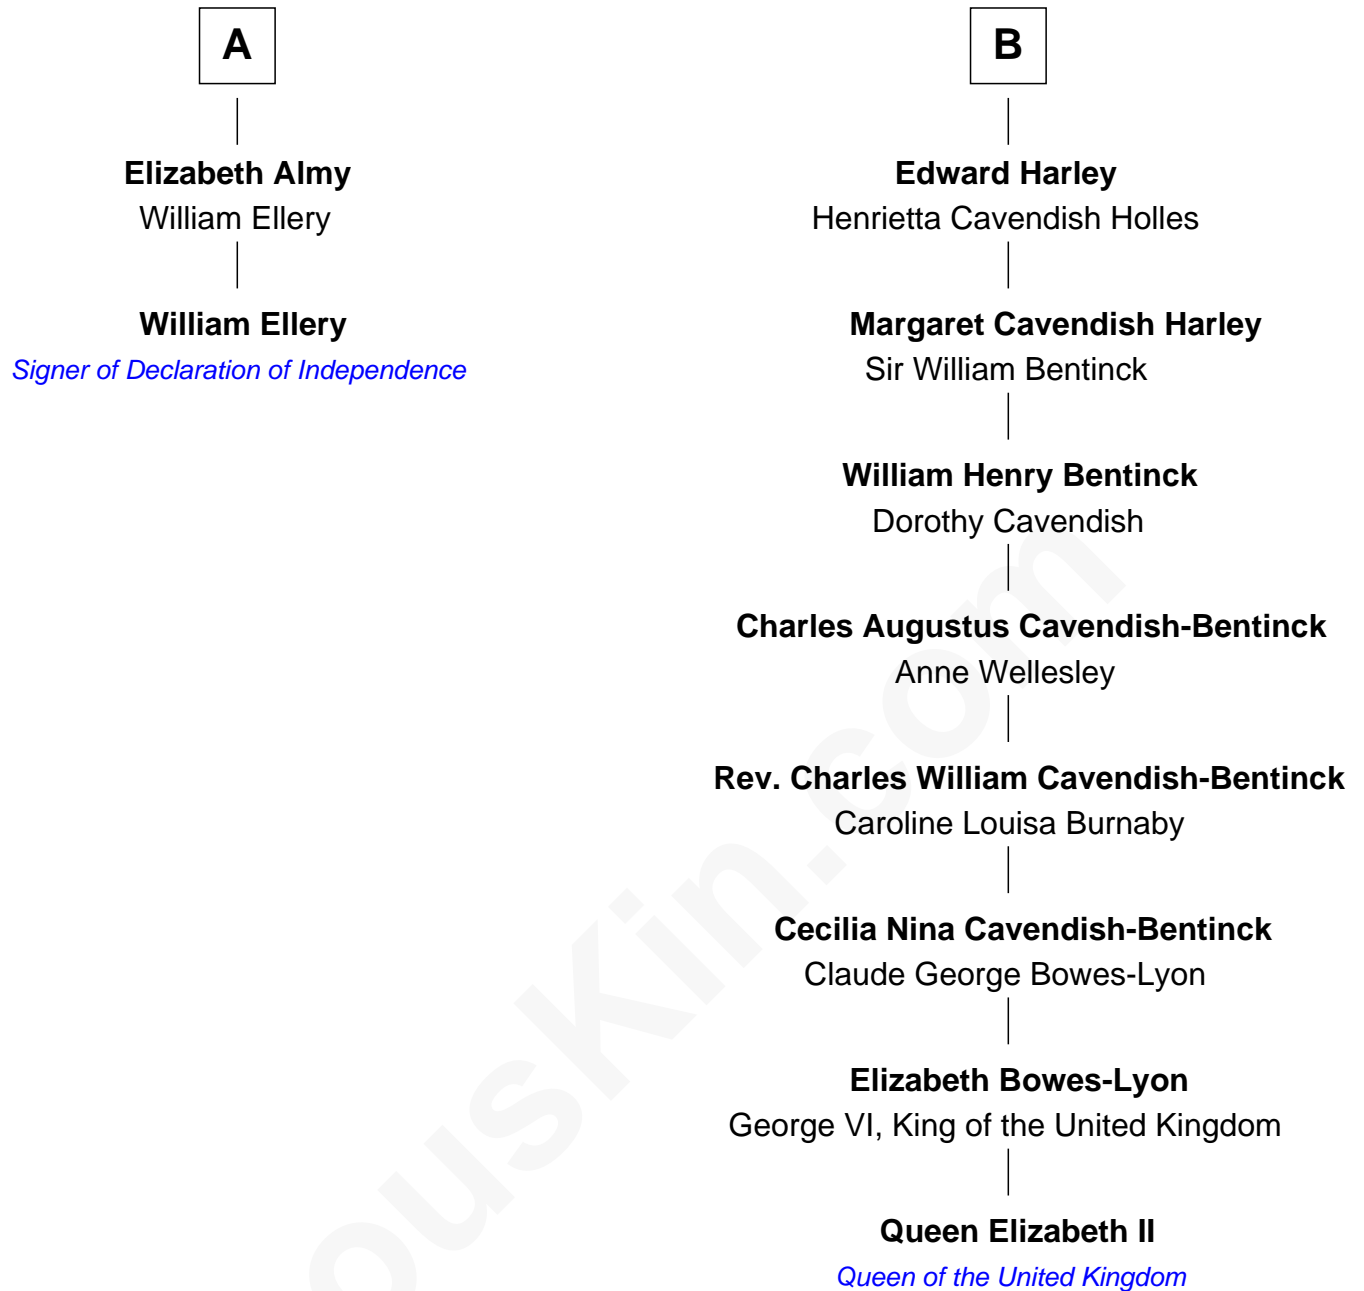 A
Elizabeth Almy
William Ellery
William Ellery
Signer of Declaration of Independence
B
Edward Harley
Henrietta Cavendish Holles
Margaret Cavendish Harley
Sir William Bentinck
William Henry Bentinck
Dorothy Cavendish
Charles Augustus Cavendish-Bentinck
Anne Wellesley
Rev. Charles William Cavendish-Bentinck
Caroline Louisa Burnaby
Cecilia Nina Cavendish-Bentinck
Claude George Bowes-Lyon
Elizabeth Bowes-Lyon
George VI, King of the United Kingdom
Queen Elizabeth II
Queen of the United Kingdom
ousKin.com